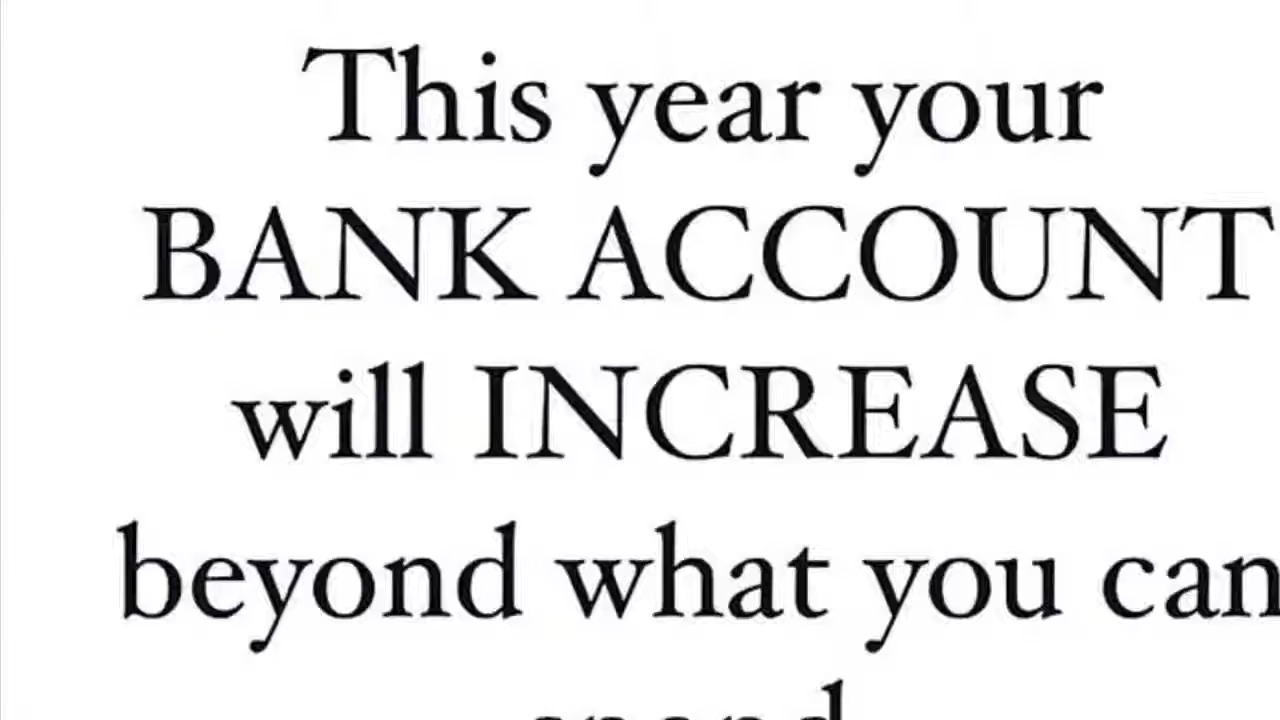 This year your
BANK ACCOUNT
will INCREASE
beyond what you can